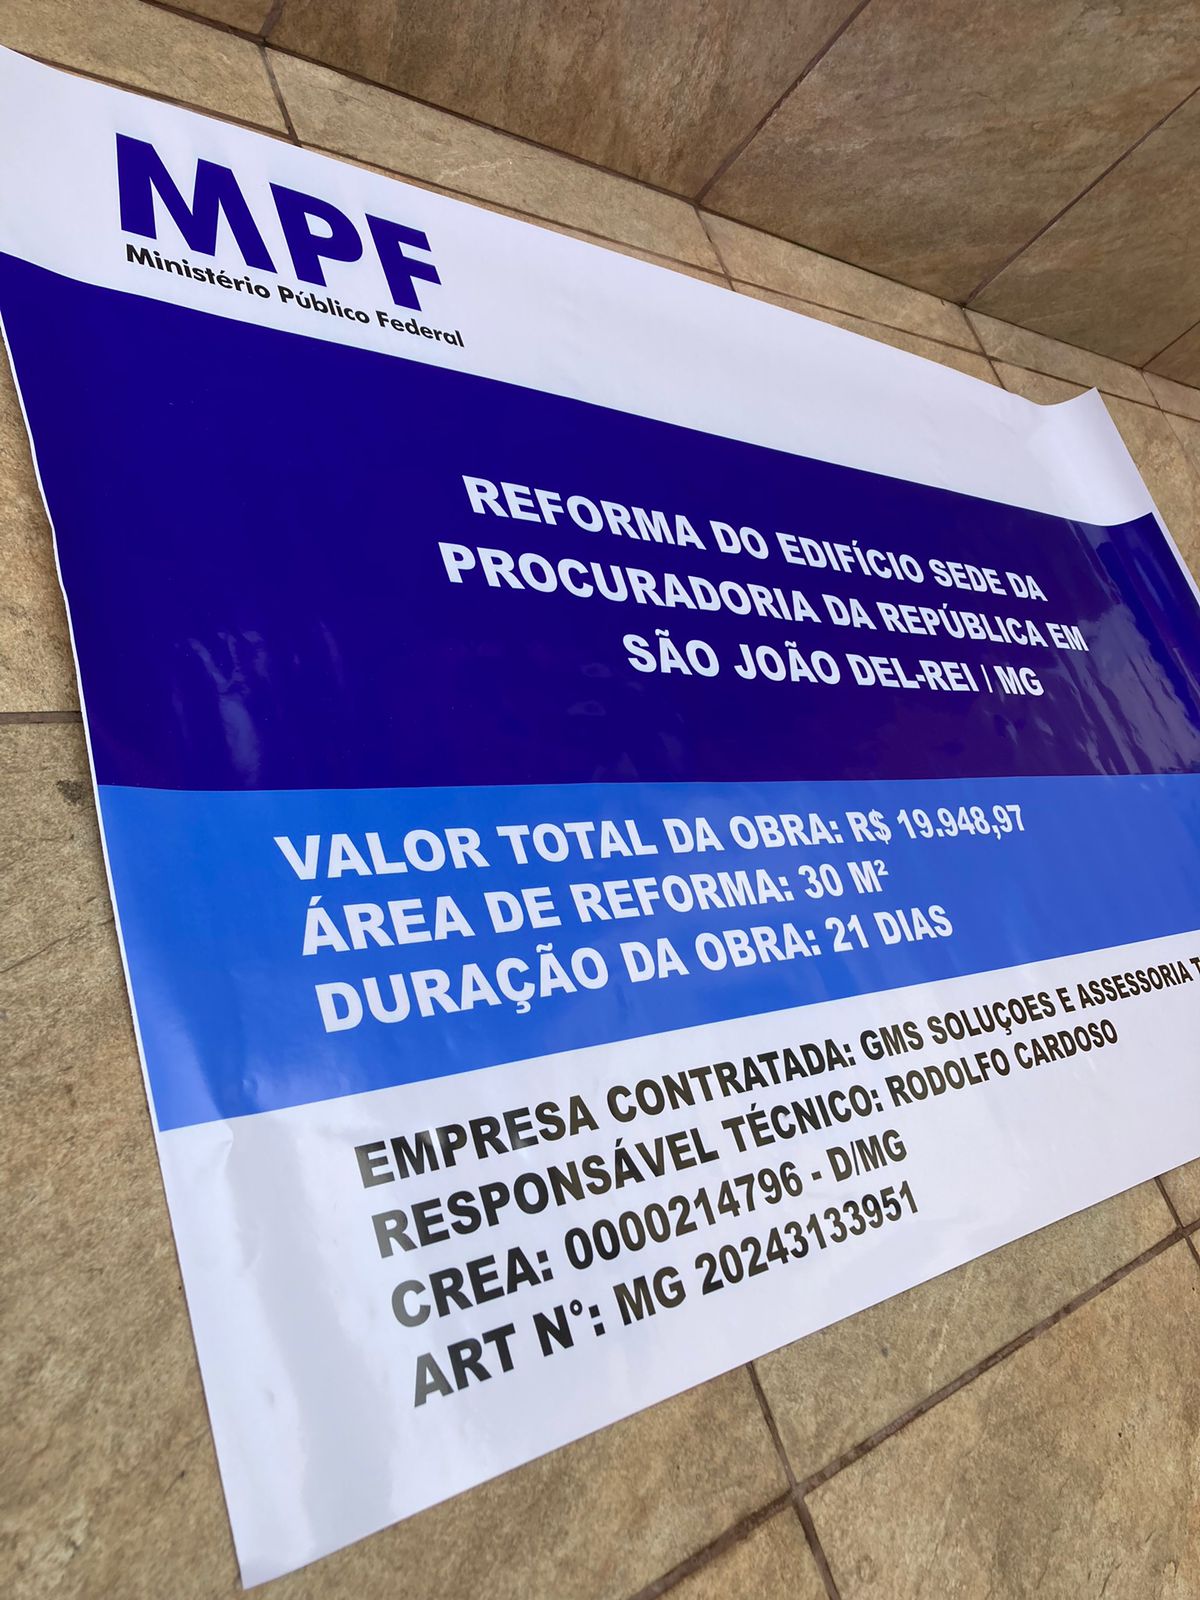 MPF
Ministério Público Federal
REFORMA DO EDIFÍCIO SEDE DA
PROCURADORIA DA REPÚBLICA EM
SÃO JOÃO DEL-REI / MG
VALOR TOTAL DA OBRA: R$ 19.948,97
ÁREA DE REFORMA: 30 M²
DURAÇÃO DA OBRA: 21 DIAS
EMPRESA CONTRATADA: GMS SOLUÇOES E ASSESSORIA
RESPONSÁVEL TÉCNICO: RODOLFO CARDOSO
CREA: 0000214796 - D/MG
ART N°: MG 20243133951